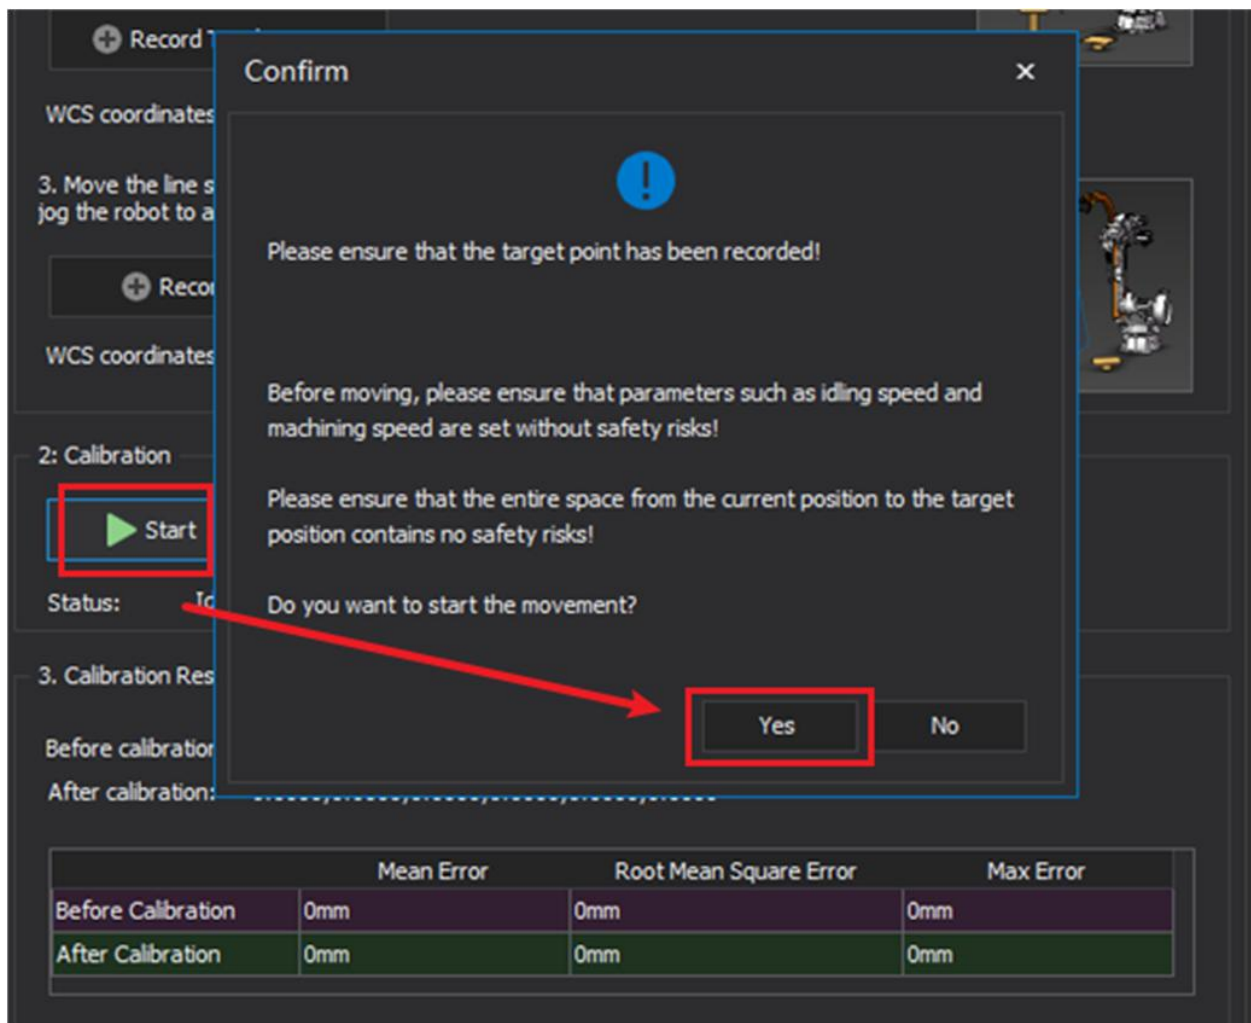 Record
Confirm
WCS coordinates
3. Move the line s
jog the robot to a
Please ensure that the target point has been recorded!
Recor
WCS coordinates
Before moving, please ensure that parameters such as idling speed and
machining speed are set without safety risks!
2: Calibration
Please ensure that the entire space from the current position to the target
position contains no safety risks!
Start
Status:
Do you want to start the movement?
3. Calibration Res
Yes No
Before calibration
After calibration:
Mean Error Root Mean Square Error Max Error
Before Calibration 0mm 0mm 0mm
After Calibration 0mm 0mm 0mm